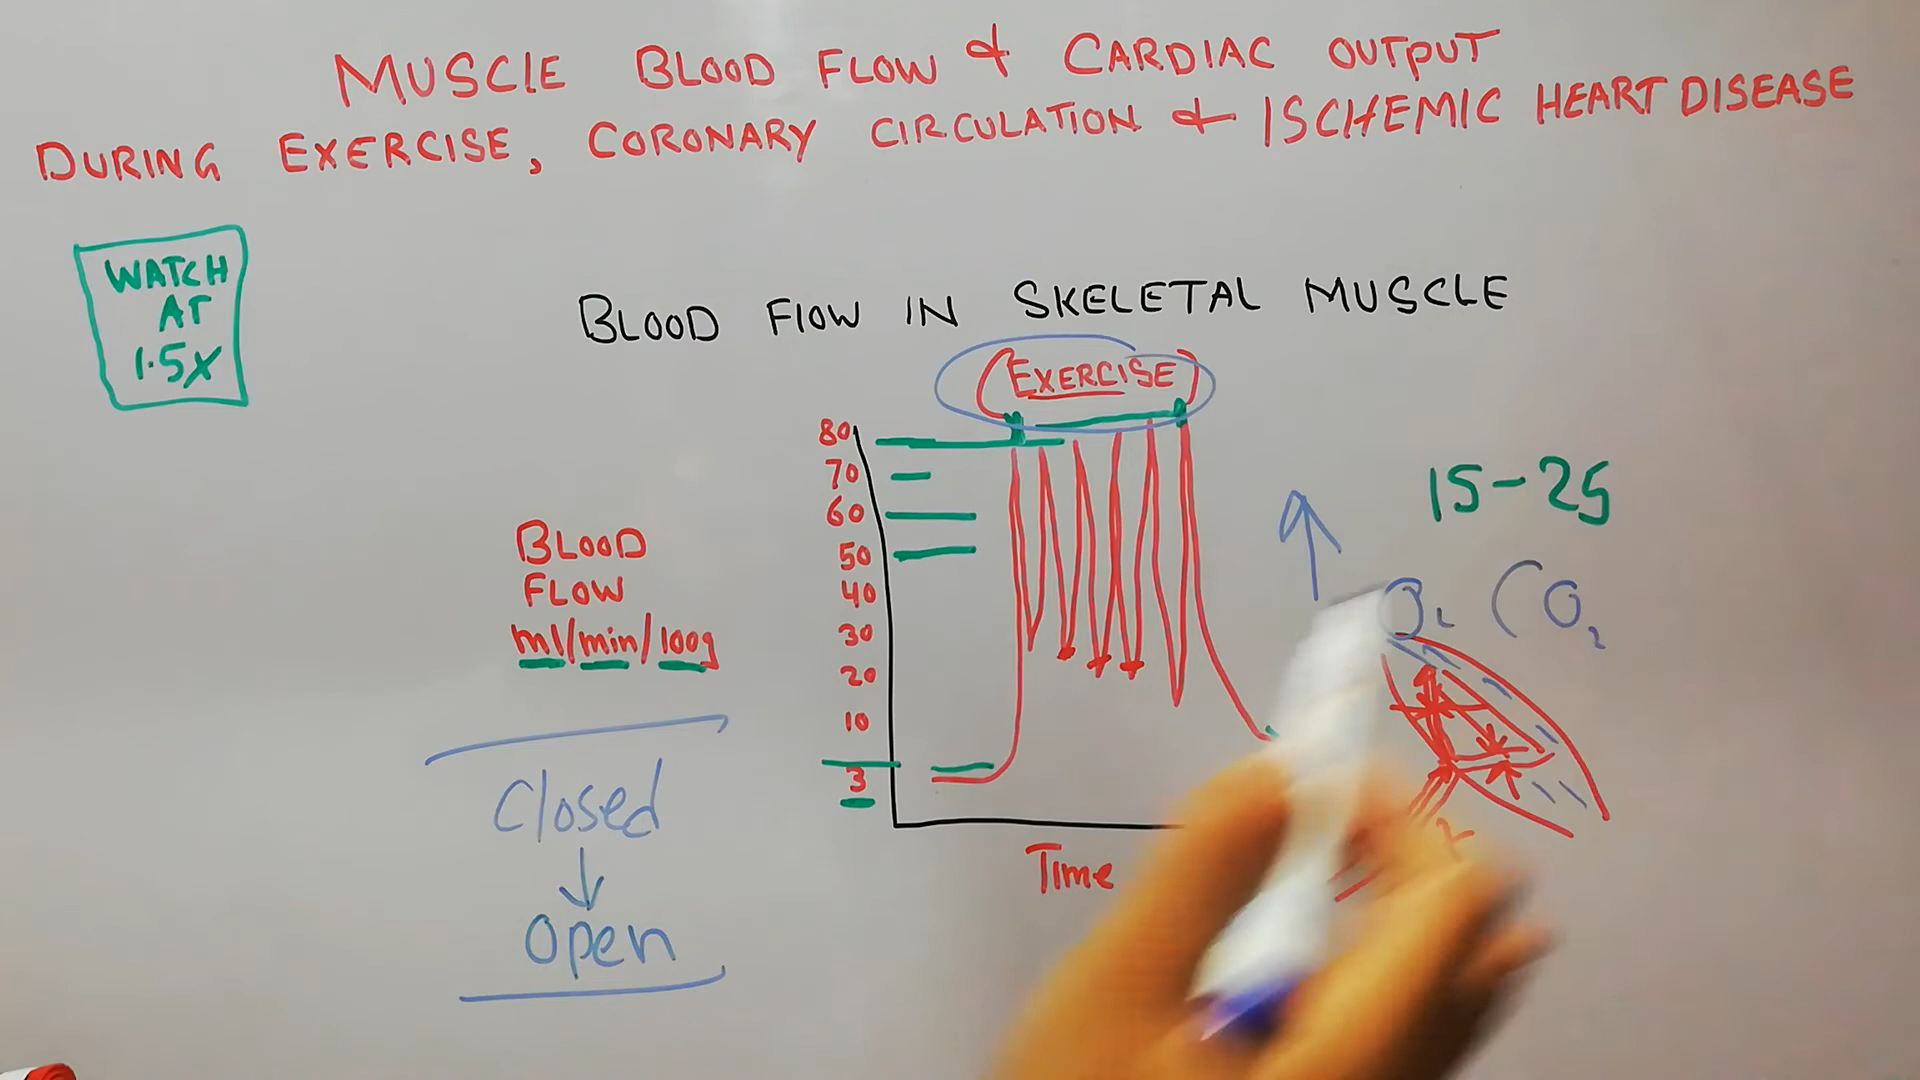 MUSCLE BLOOD FLOW & CARDIAC OUTPUT
DURING EXERCISE, CORONARY CIRCULATION & ISCHEMIC HEART DISEASE
WATCH
AT
1.5X
BLOOD FLOW IN SKELETAL MUSCLE
(EXERCISE)
80
70
60
50
40
30
20
10
3
BLOOD
FLOW
ml/min/100g
Time
Closed
Open
15-25
O₂ CO₂